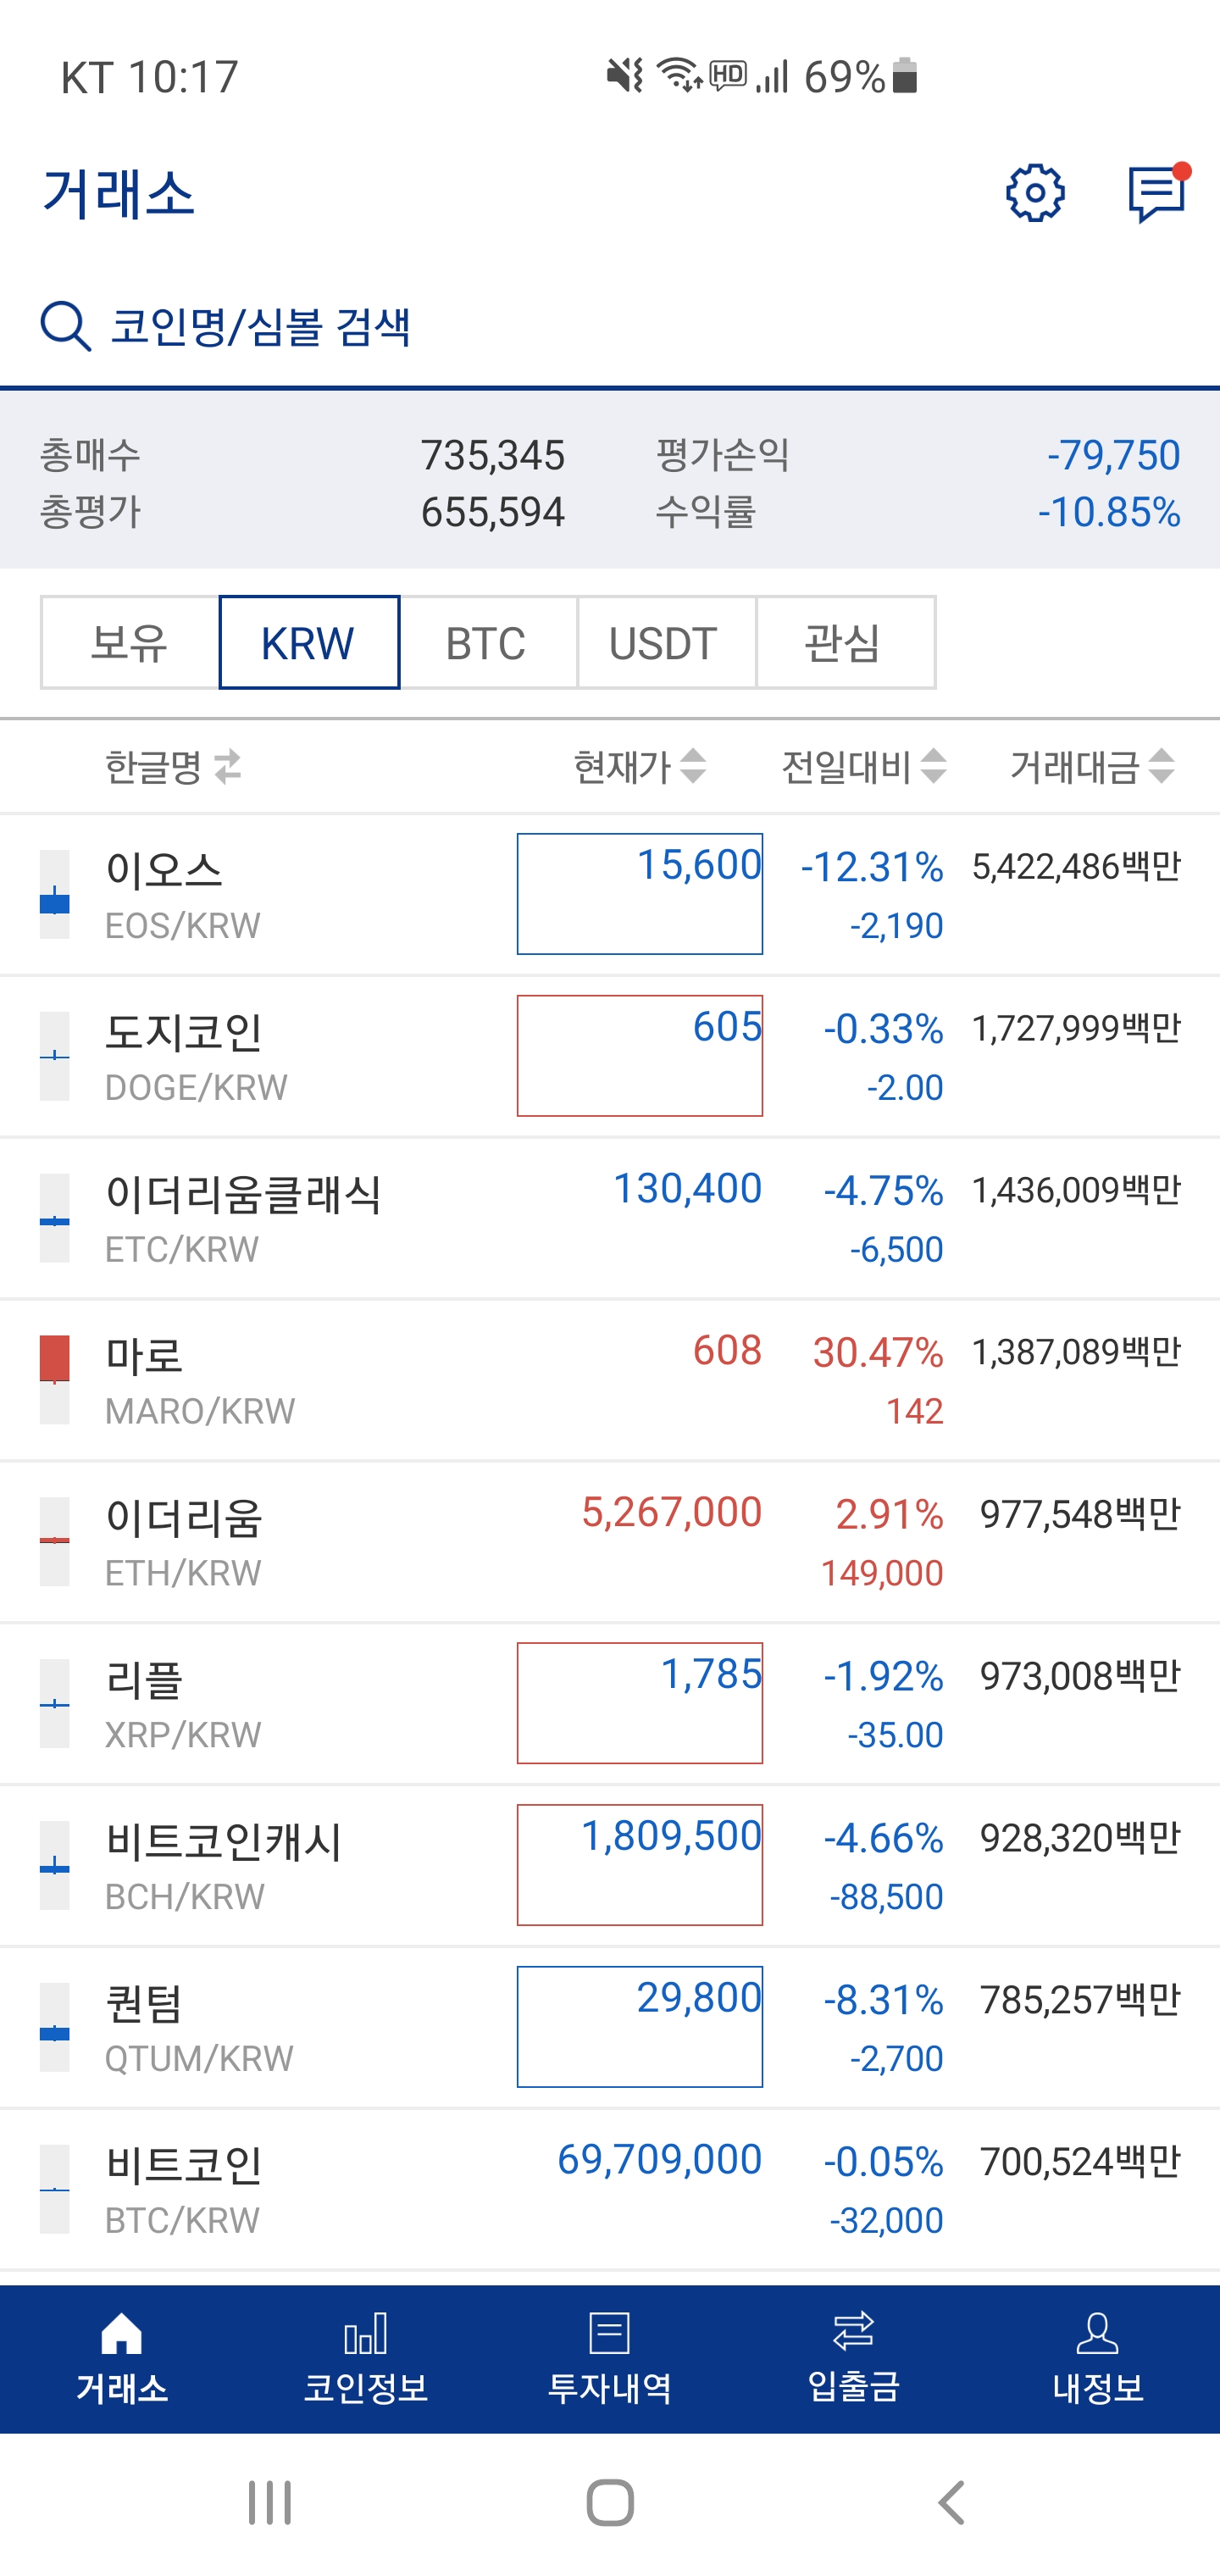 KT 10:17 HD 69%
거래소
코인명/심볼 검색
총매수 735,345 평가손익 -79,750
총평가 655,594 수익률 -10.85%
보유 KRW BTC USDT 관심
한글명 현재가 전일대비 거래대금
이오스 15,600 -12.31% 5,422,486백만
EOS/KRW -2,190
도지코인 605 -0.33% 1,727,999백만
DOGE/KRW -2.00
이더리움클래식 130,400 -4.75% 1,436,009백만
ETC/KRW -6,500
마로 608 30.47% 1,387,089백만
MARO/KRW 142
이더리움 5,267,000 2.91% 977,548백만
ETH/KRW 149,000
리플 1,785 -1.92% 973,008백만
XRP/KRW -35.00
비트코인캐시 1,809,500 -4.66% 928,320백만
BCH/KRW -88,500
퀀텀 29,800 -8.31% 785,257백만
QTUM/KRW -2,700
비트코인 69,709,000 -0.05% 700,524백만
BTC/KRW -32,000
거래소 코인정보 투자내역 입출금 내정보